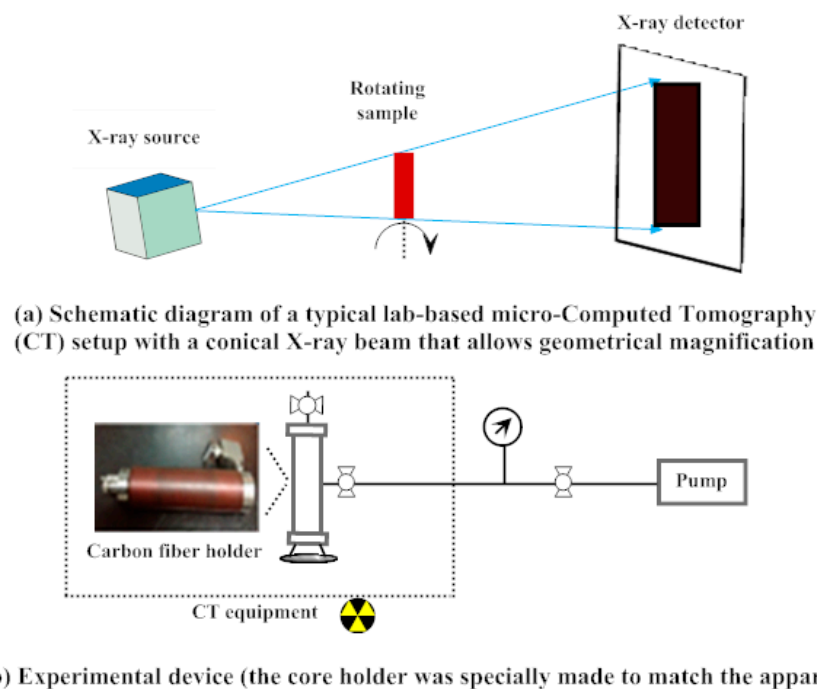 X-ray detector
Rotating
sample
X-ray source
(a) Schematic diagram of a typical lab-based micro-Computed Tomography
(CT) setup with a conical X-ray beam that allows geometrical magnification
Pump
Carbon fiber holder
CT equipment
) Experimental device (the core holder was specially made to match the appar